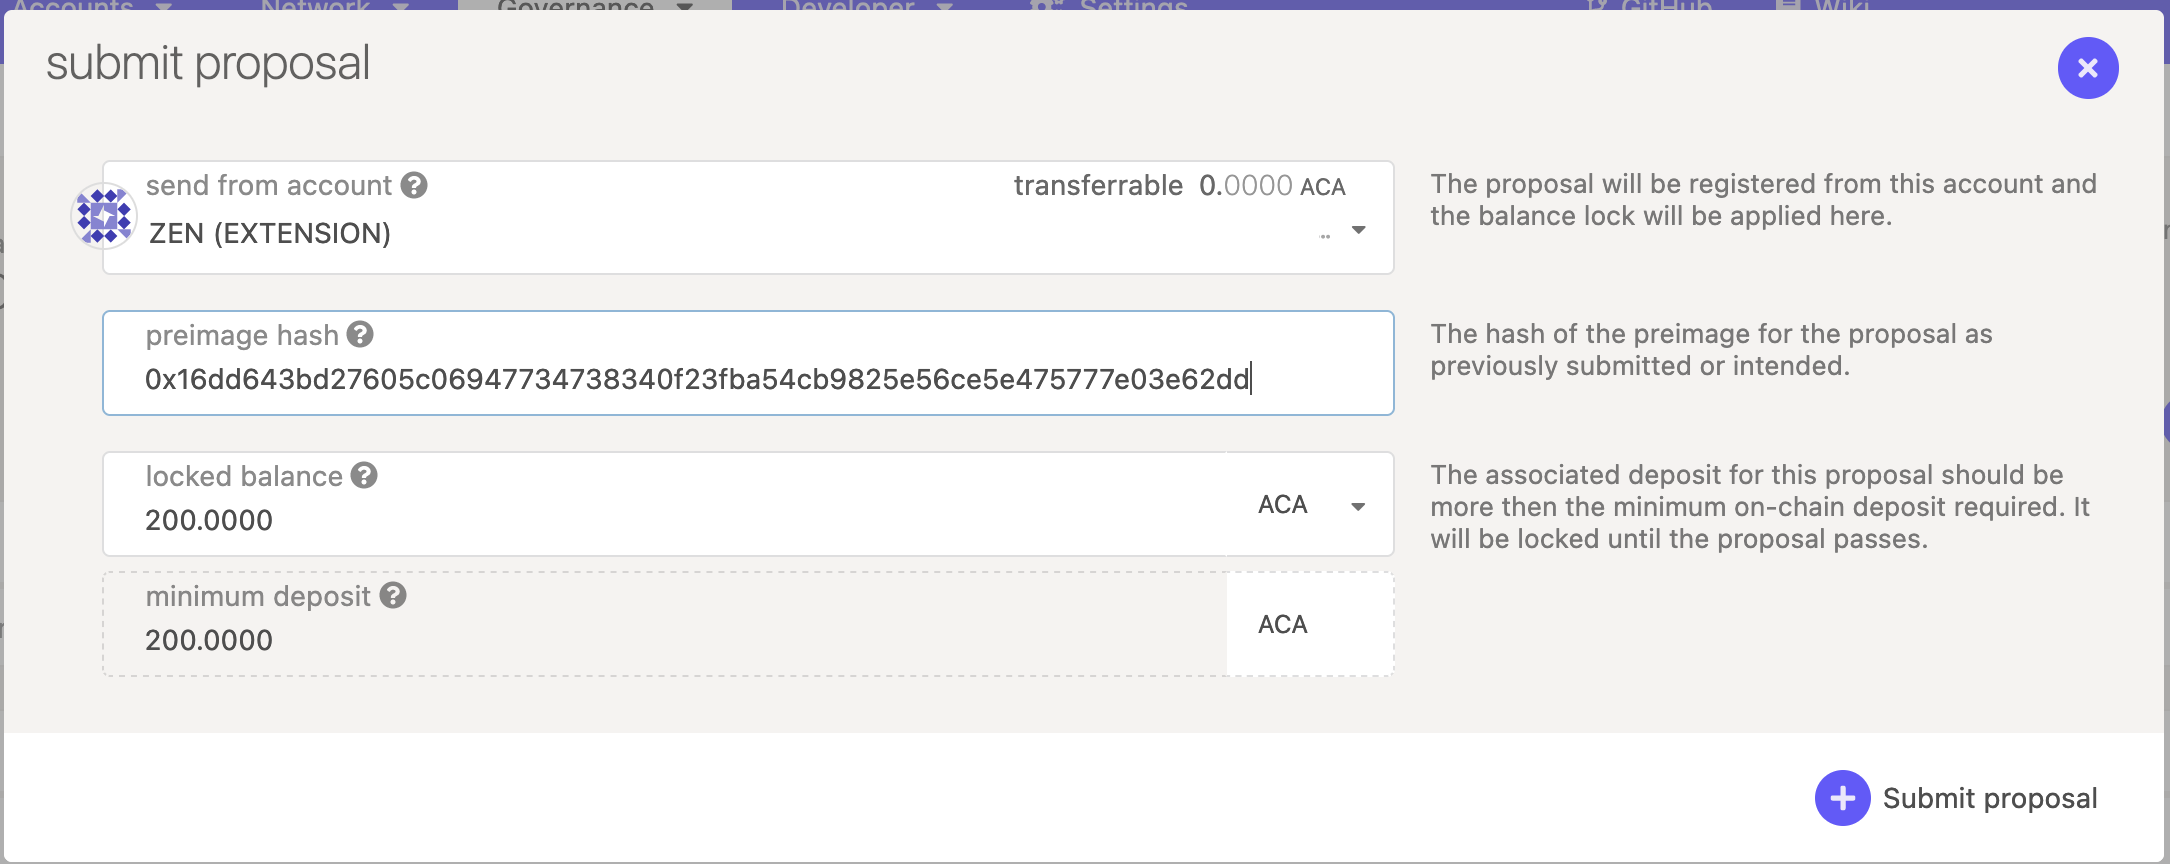 Accounts Network Governance Developer Settings GitHub Wiki
submit proposal
send from account transferrable 0.0000 ACA
ZEN (EXTENSION)
The proposal will be registered from this account and
the balance lock will be applied here.
preimage hash
0x16dd643bd27605c06947734738340f23fba54cb9825e56ce5e475777e03e62dd
The hash of the preimage for the proposal as
previously submitted or intended.
locked balance
200.0000
ACA
The associated deposit for this proposal should be
more then the minimum on-chain deposit required. It
will be locked until the proposal passes.
minimum deposit
200.0000
ACA
Submit proposal